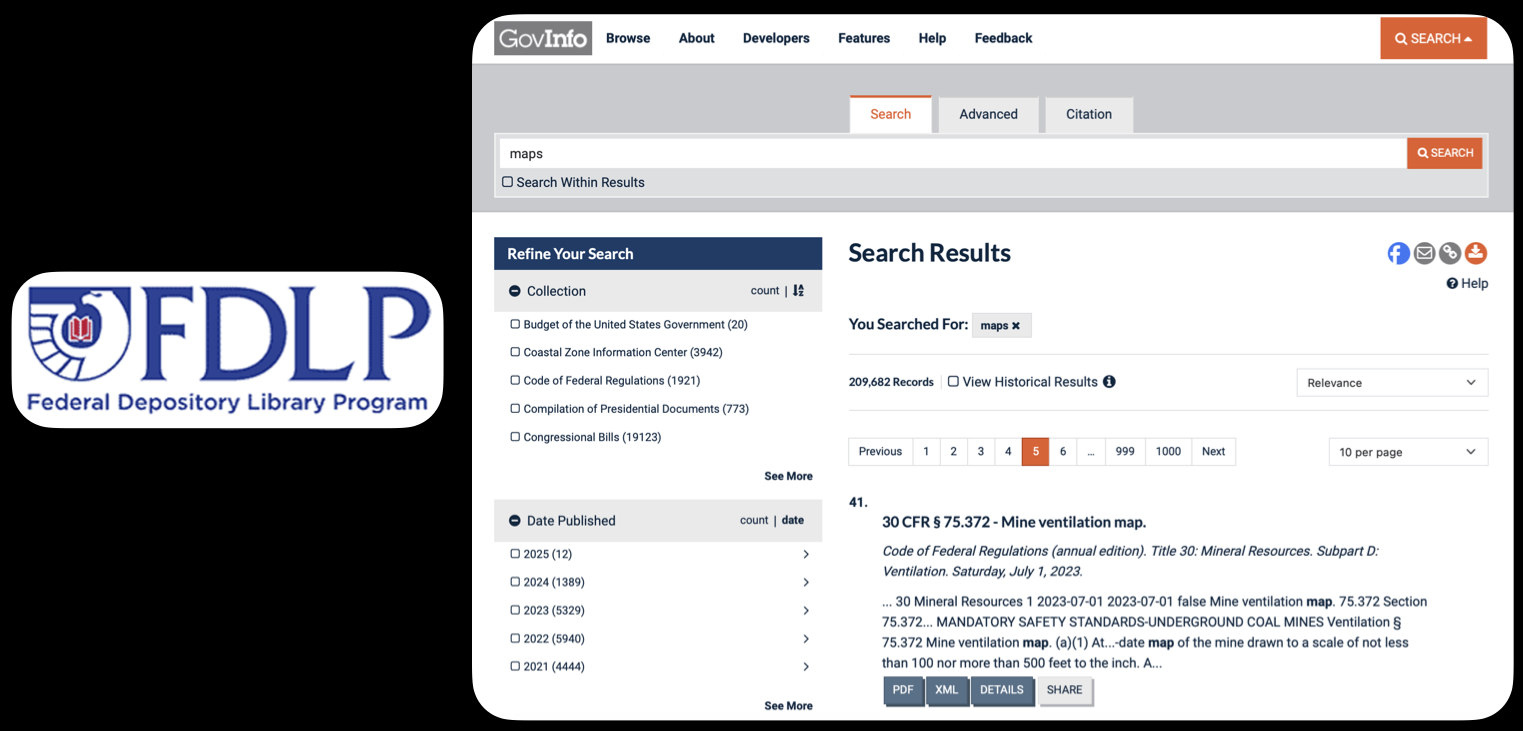 FDLP
Federal Depository Library Program
GovInfo
Browse
About
Developers
Features
Help
Feedback
SEARCH
Search
Advanced
Citation
maps
SEARCH
Search Within Results
Refine Your Search
Collection
count |
Budget of the United States Government (20)
Coastal Zone Information Center (3942)
Code of Federal Regulations (1921)
Compilation of Presidential Documents (773)
Congressional Bills (19123)
See More
Date Published
count | date
2025 (12)
2024 (1389)
2023 (5329)
2022 (5940)
2021 (4444)
See More
Search Results
Help
You Searched For: maps ×
209,682 Records
View Historical Results
Relevance
Previous 1 2 3 4 5 6 ... 999 1000 Next
10 per page
41.
30 CFR § 75.372 - Mine ventilation map.
Code of Federal Regulations (annual edition). Title 30: Mineral Resources. Subpart D:
Ventilation. Saturday, July 1, 2023.
... 30 Mineral Resources 1 2023-07-01 2023-07-01 false Mine ventilation map. 75.372 Section
75.372... MANDATORY SAFETY STANDARDS-UNDERGROUND COAL MINES Ventilation §
75.372 Mine ventilation map. (a)(1) At...-date map of the mine drawn to a scale of not less
than 100 nor more than 500 feet to the inch. A...
PDF XML DETAILS SHARE